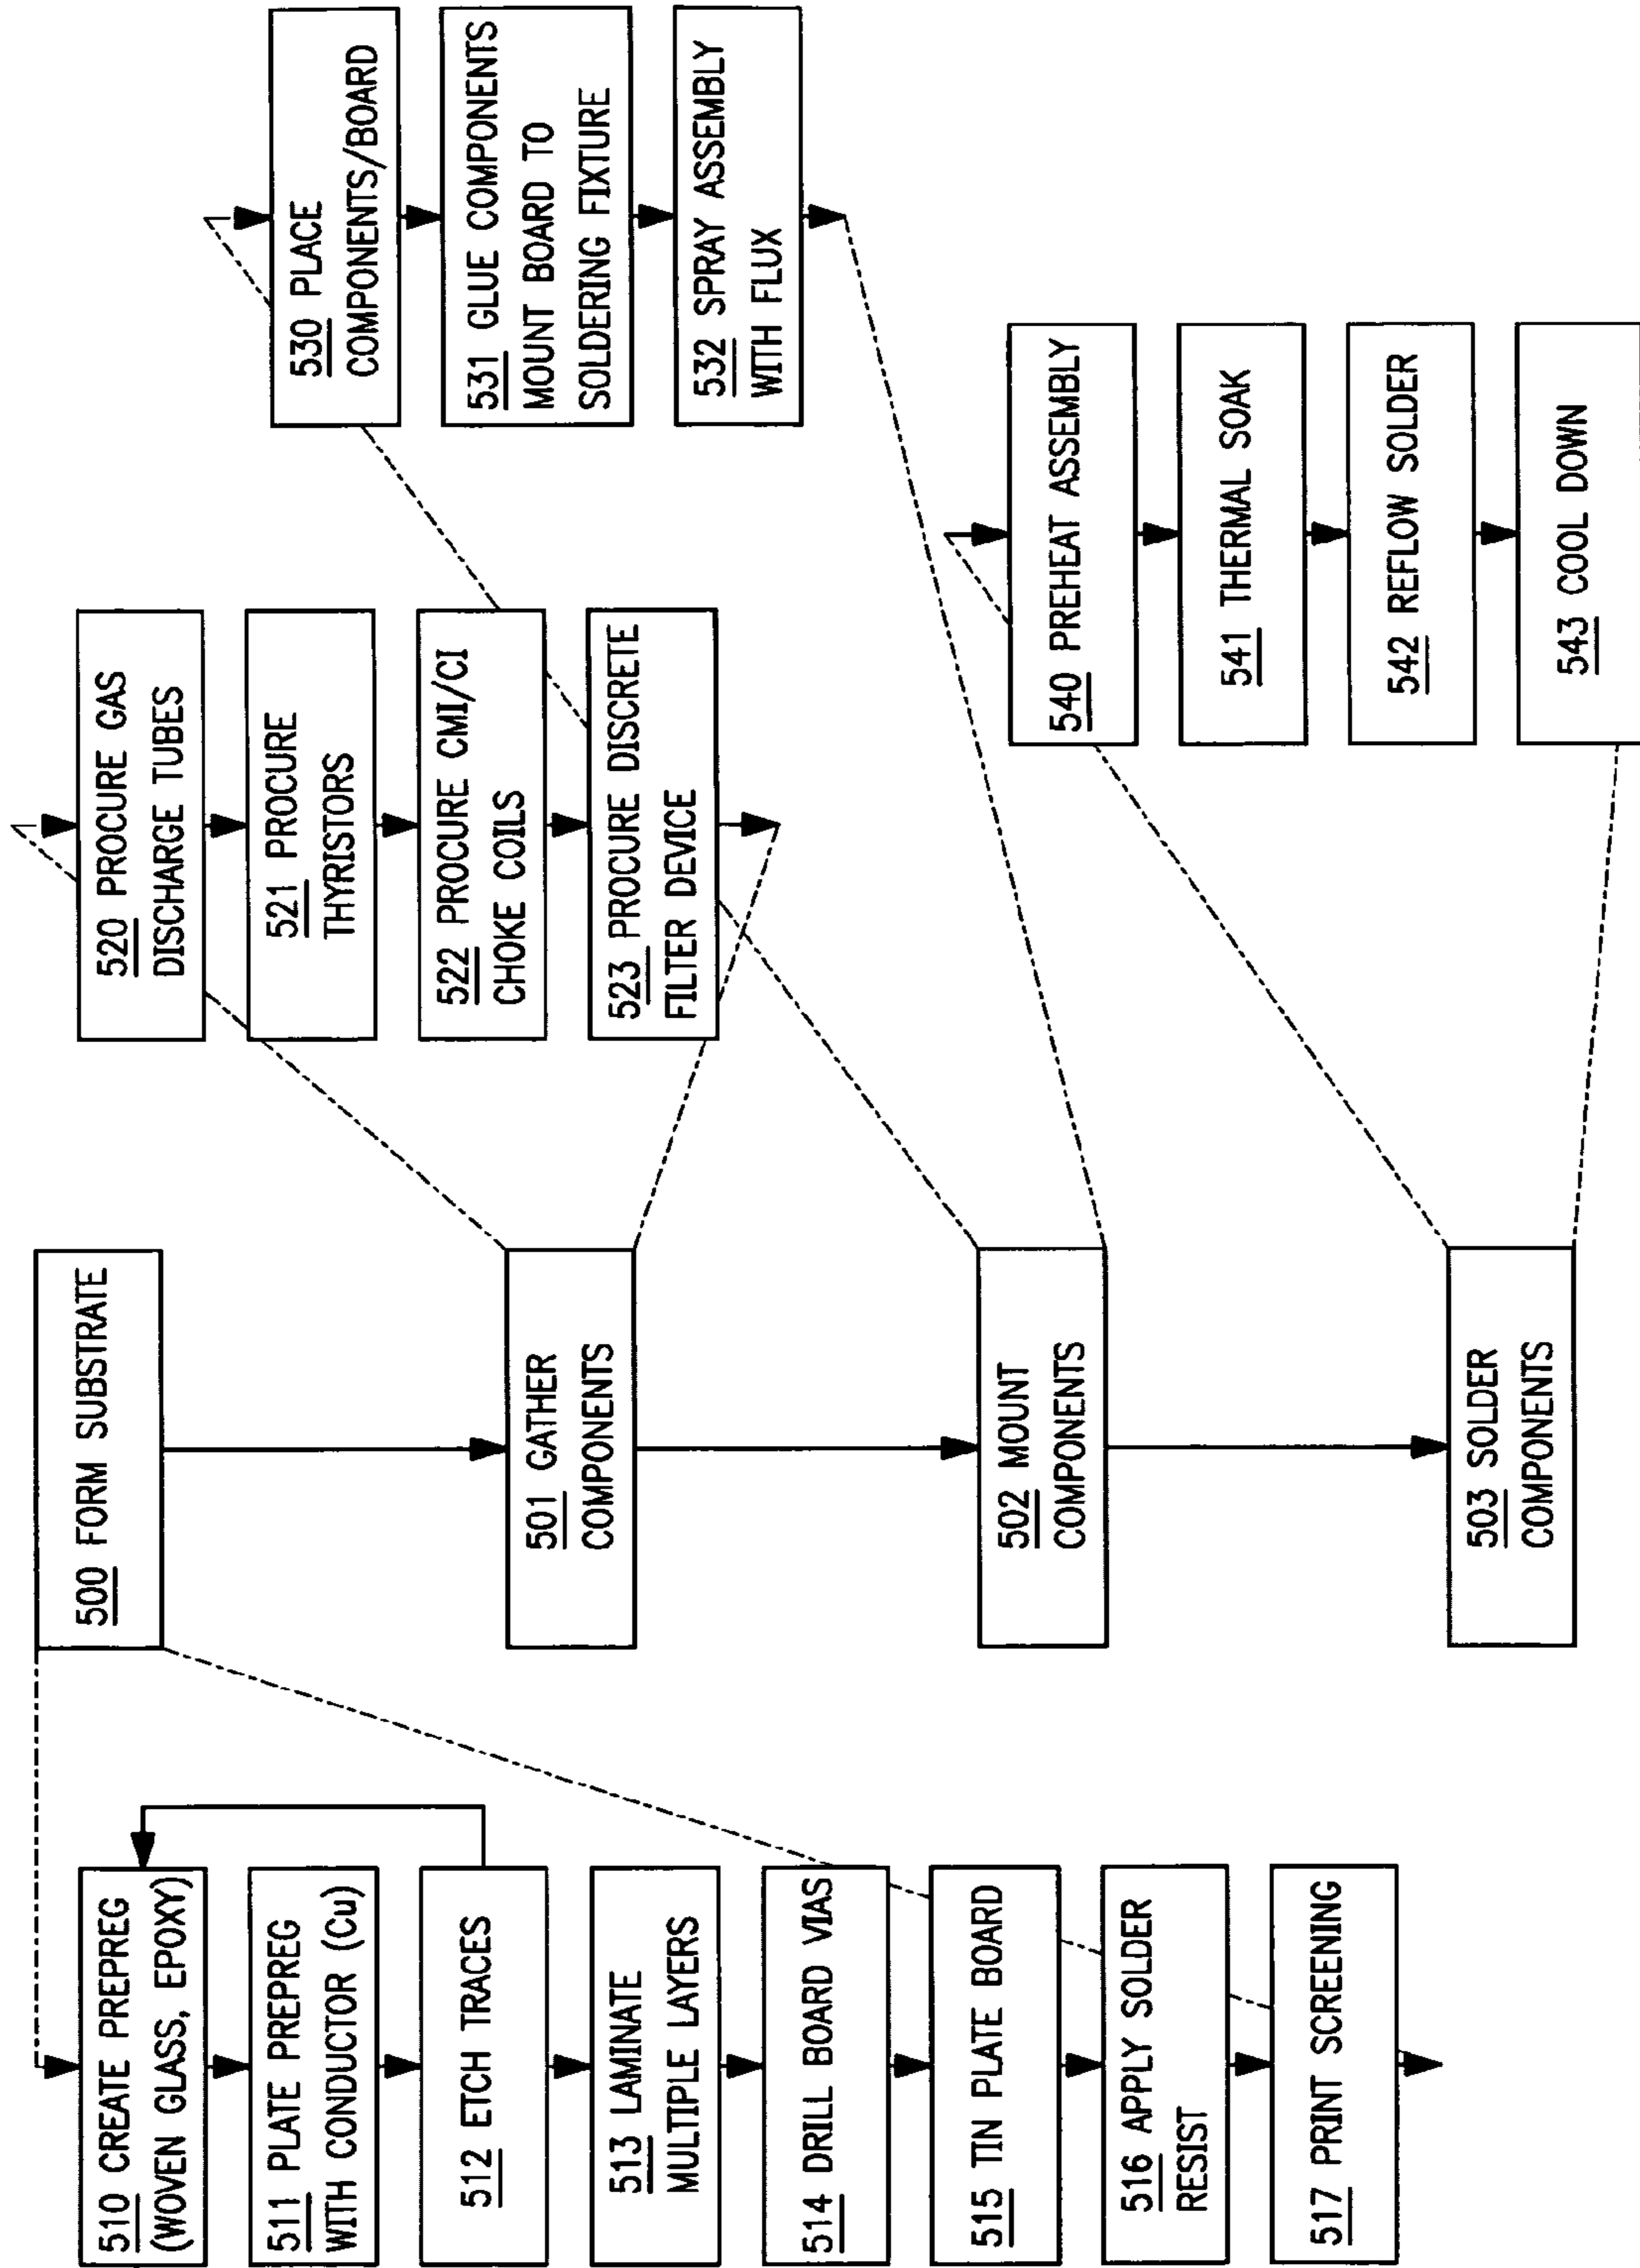 500 FORM SUBSTRATE
501 GATHER
COMPONENTS
502 MOUNT
COMPONENTS
503 SOLDER
COMPONENTS
510 CREATE PREPREG
(WOVEN GLASS, EPOXY)
511 PLATE PREPREG
WITH CONDUCTOR (Cu)
512 ETCH TRACES
513 LAMINATE
MULTIPLE LAYERS
514 DRILL BOARD VIAS
515 TIN PLATE BOARD
516 APPLY SOLDER
RESIST
517 PRINT SCREENING
520 PROCURE GAS
DISCHARGE TUBES
521 PROCURE
THYRISTORS
522 PROCURE CMI/CI
CHOKE COILS
523 PROCURE DISCRETE
FILTER DEVICE
530 PLACE
COMPONENTS/BOARD
531 GLUE COMPONENTS
MOUNT BOARD TO
SOLDERING FIXTURE
532 SPRAY ASSEMBLY
WITH FLUX
540 PREHEAT ASSEMBLY
541 THERMAL SOAK
542 REFLOW SOLDER
543 COOL DOWN